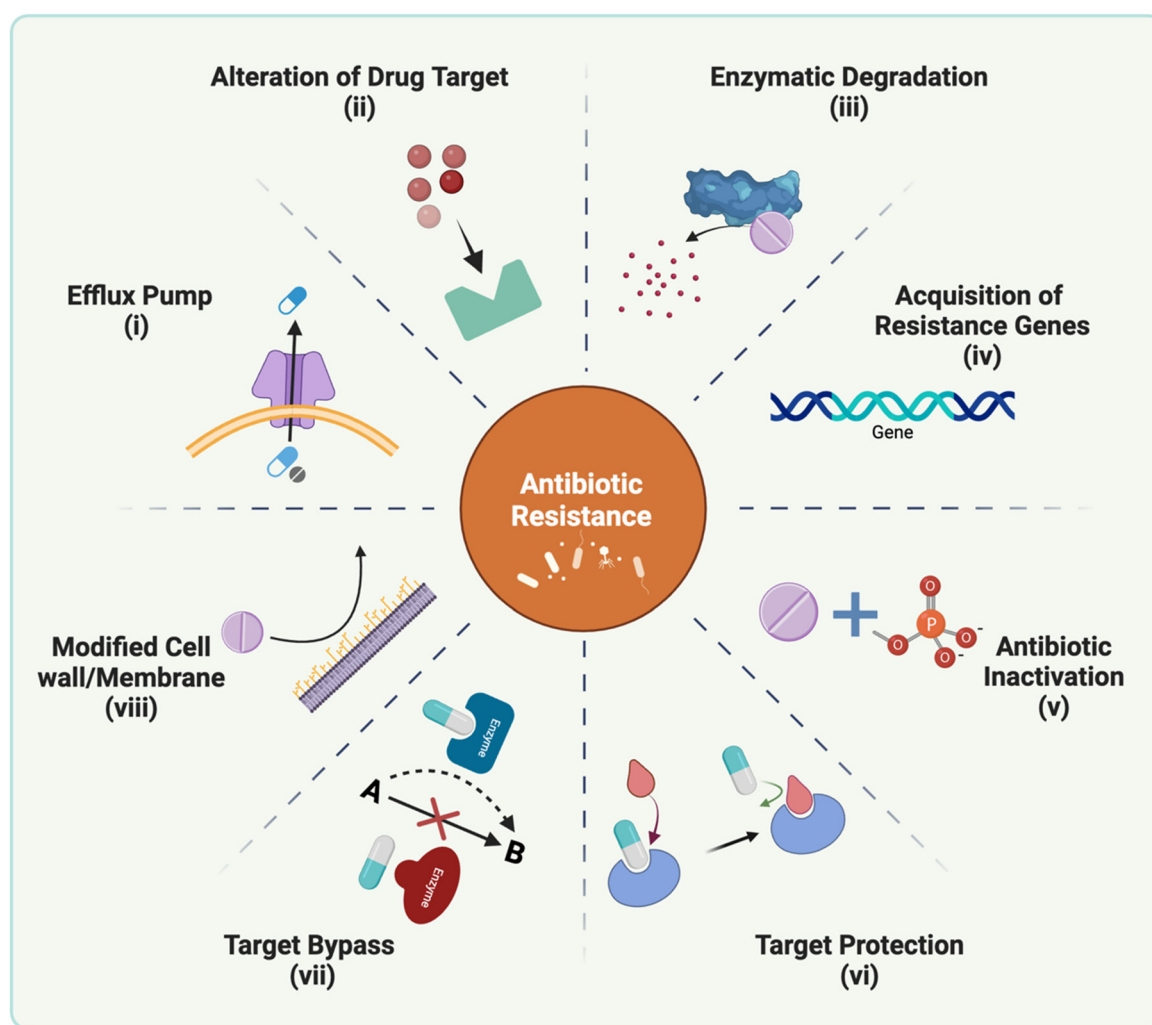 Alteration of Drug Target
(ii)
Enzymatic Degradation
(iii)
Efflux Pump
(i)
Acquisition of
Resistance Genes
(iv)
Gene
Antibiotic
Resistance
P
O
O
O
O
-
-
Antibiotic
Inactivation
(v)
Modified Cell
wall/Membrane
(viii)
Enzyme
A
B
Enzyme
Target Bypass
(vii)
Target Protection
(vi)